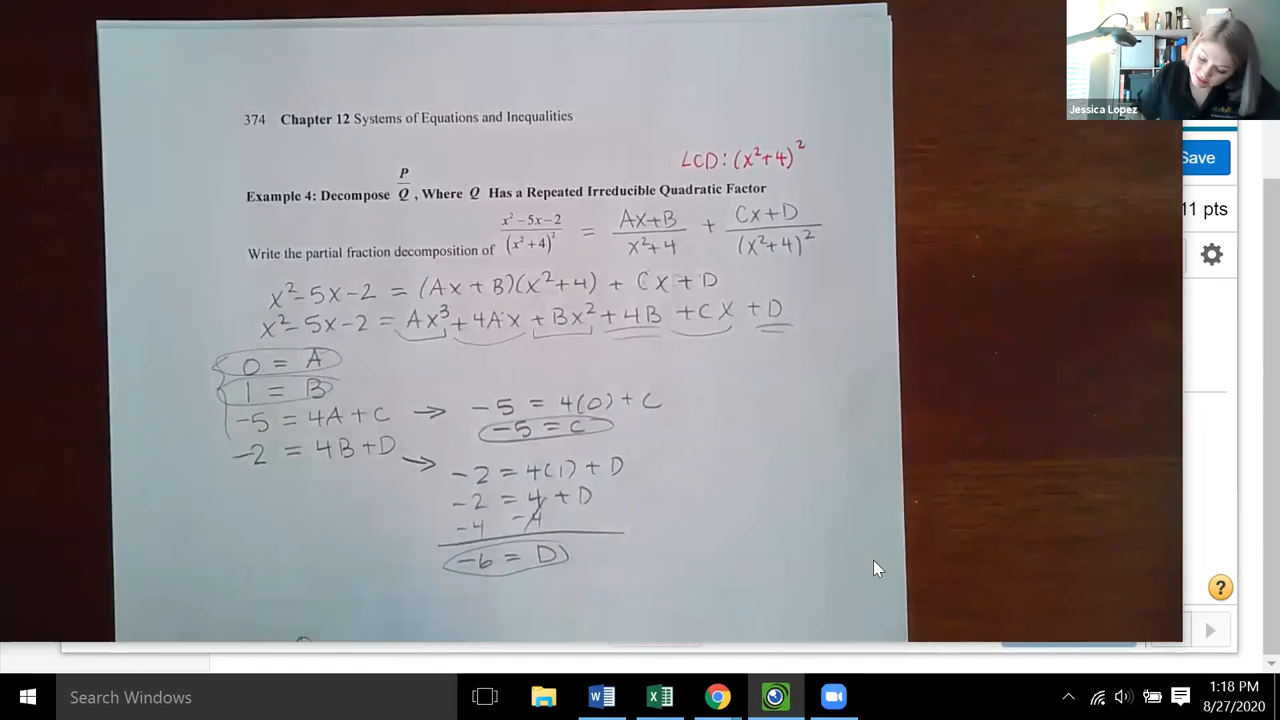 Jessica Lopez
374 Chapter 12 Systems of Equations and Inequalities
LCD: (x²+4)²
Example 4: Decompose P/Q, Where Q Has a Repeated Irreducible Quadratic Factor
Write the partial fraction decomposition of (x²-5x-2)/(x²+4)² = (Ax+B)/(x²+4) + (Cx+D)/(x²+4)²
x²-5x-2 = (Ax+B)(x²+4) + Cx+D
x²-5x-2 = Ax³ + 4Ax + Bx² + 4B + Cx + D
0 = A
1 = B
-5 = 4A+C → -5 = 4(0)+C
-5 = C
-2 = 4B+D → -2 = 4(1)+D
-2 = 4+D
-4 -4
-6 = D
Save
11 pts
?
Search Windows
1:18 PM
8/27/2020